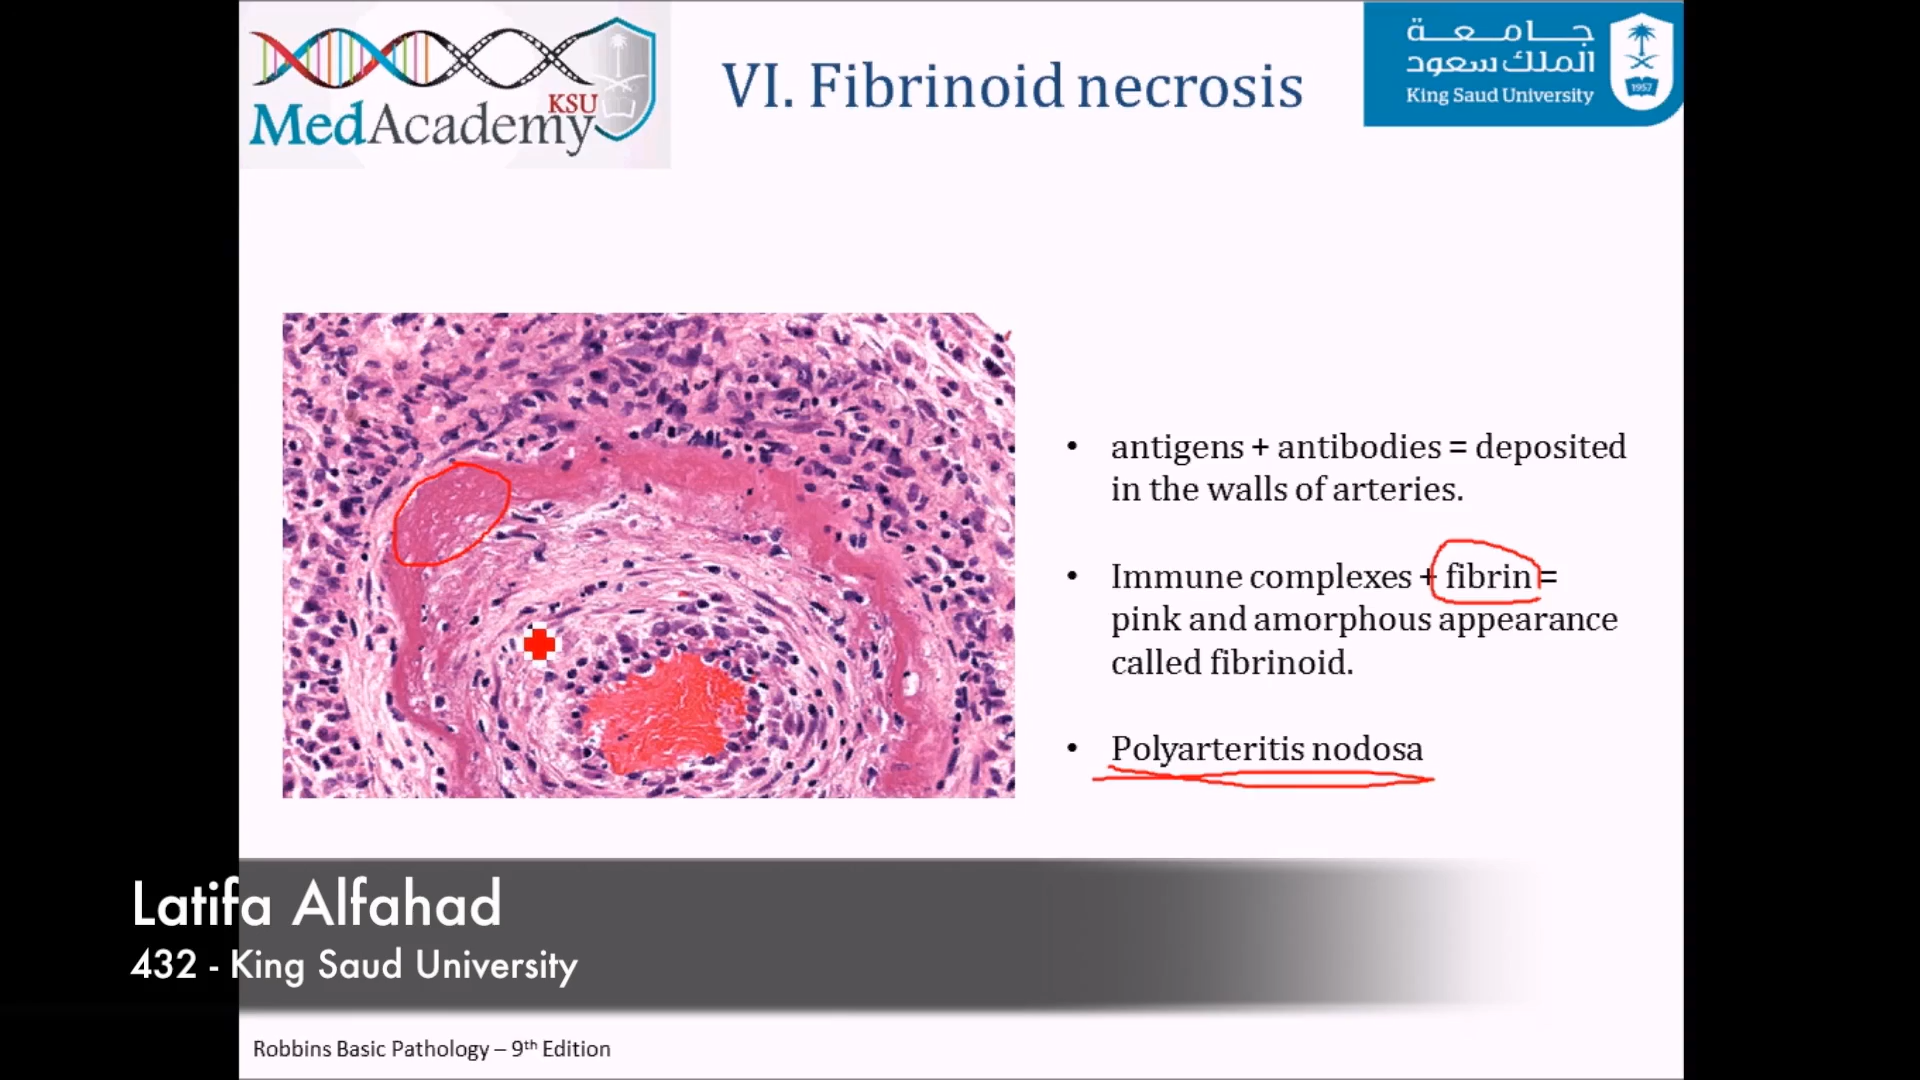 KSU
MedAcademy
VI. Fibrinoid necrosis
جامعة
الملك سعود
King Saud University
1957
• antigens + antibodies = deposited
in the walls of arteries.
• Immune complexes + fibrin =
pink and amorphous appearance
called fibrinoid.
• Polyarteritis nodosa
Latifa Alfahad
432 - King Saud University
Robbins Basic Pathology – 9th Edition